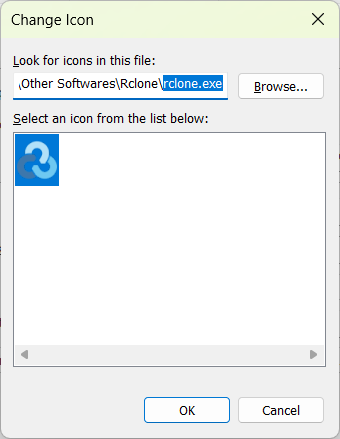 Change Icon
Look for icons in this file:
\Other Softwares\Rclone\rclone.exe
Browse...
Select an icon from the list below:
OK
Cancel